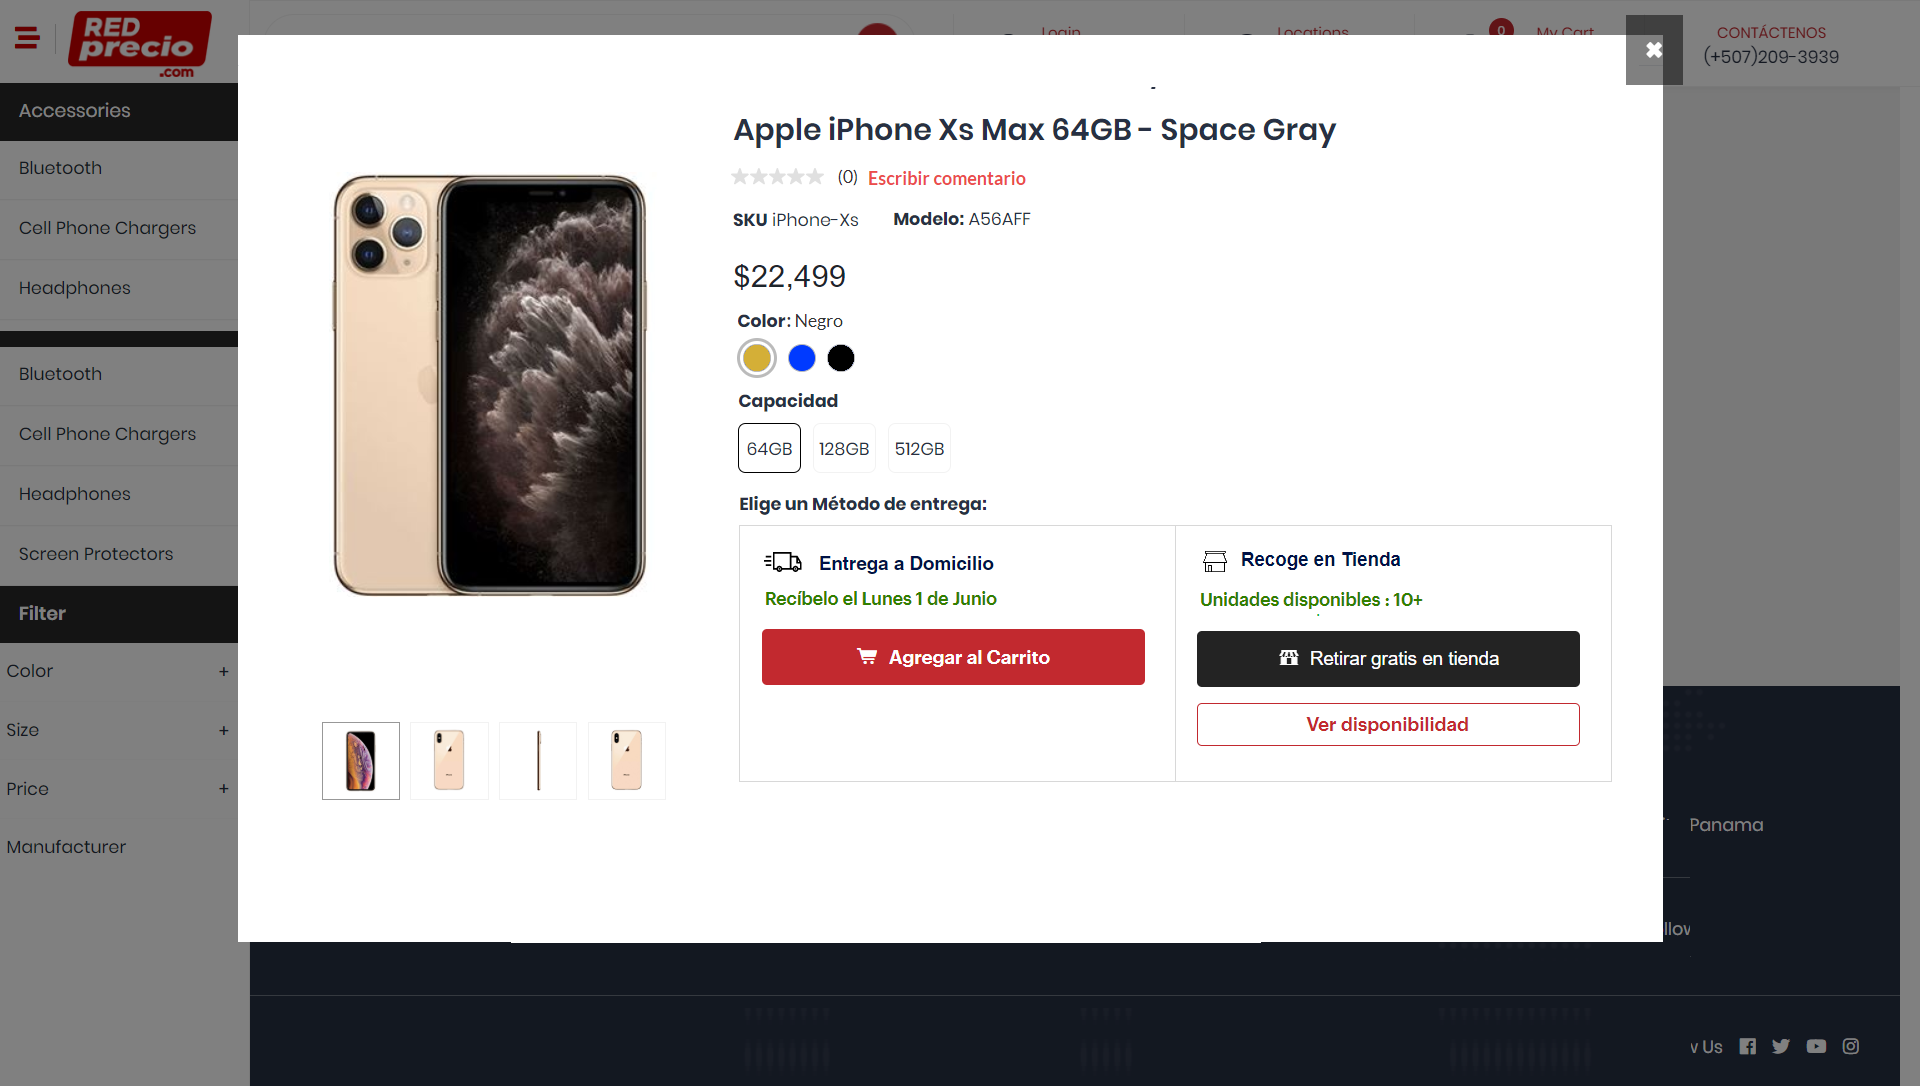 RED
precio
.com
Login
Locations
0
My Cart
CONTÁCTENOS
(+507)209-3939
Accessories
Bluetooth
Cell Phone Chargers
Headphones
Bluetooth
Cell Phone Chargers
Headphones
Screen Protectors
Filter
Color +
Size +
Price +
Manufacturer
Apple iPhone Xs Max 64GB - Space Gray
(0) Escribir comentario
SKU iPhone-Xs Modelo: A56AFF
$22,499
Color: Negro
Capacidad
64GB 128GB 512GB
Elige un Método de entrega:
Entrega a Domicilio
Recíbelo el Lunes 1 de Junio
Agregar al Carrito
Recoge en Tienda
Unidades disponibles : 10+
Retirar gratis en tienda
Ver disponibilidad
Panama
Us